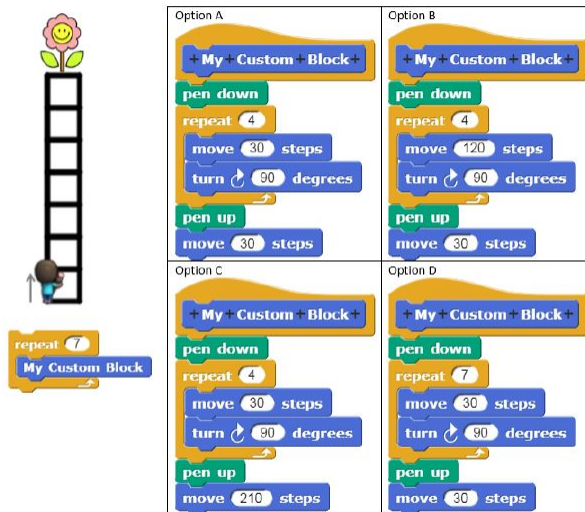 Option A
+My+Custom+Block+
pen down
repeat 4
move 30 steps
turn 90 degrees
pen up
move 30 steps
Option B
+My+Custom+Block+
pen down
repeat 4
move 120 steps
turn 90 degrees
pen up
move 30 steps
repeat 7
My Custom Block
Option C
+My+Custom+Block+
pen down
repeat 4
move 30 steps
turn 90 degrees
pen up
move 210 steps
Option D
+My+Custom+Block+
pen down
repeat 7
move 30 steps
turn 90 degrees
pen up
move 30 steps